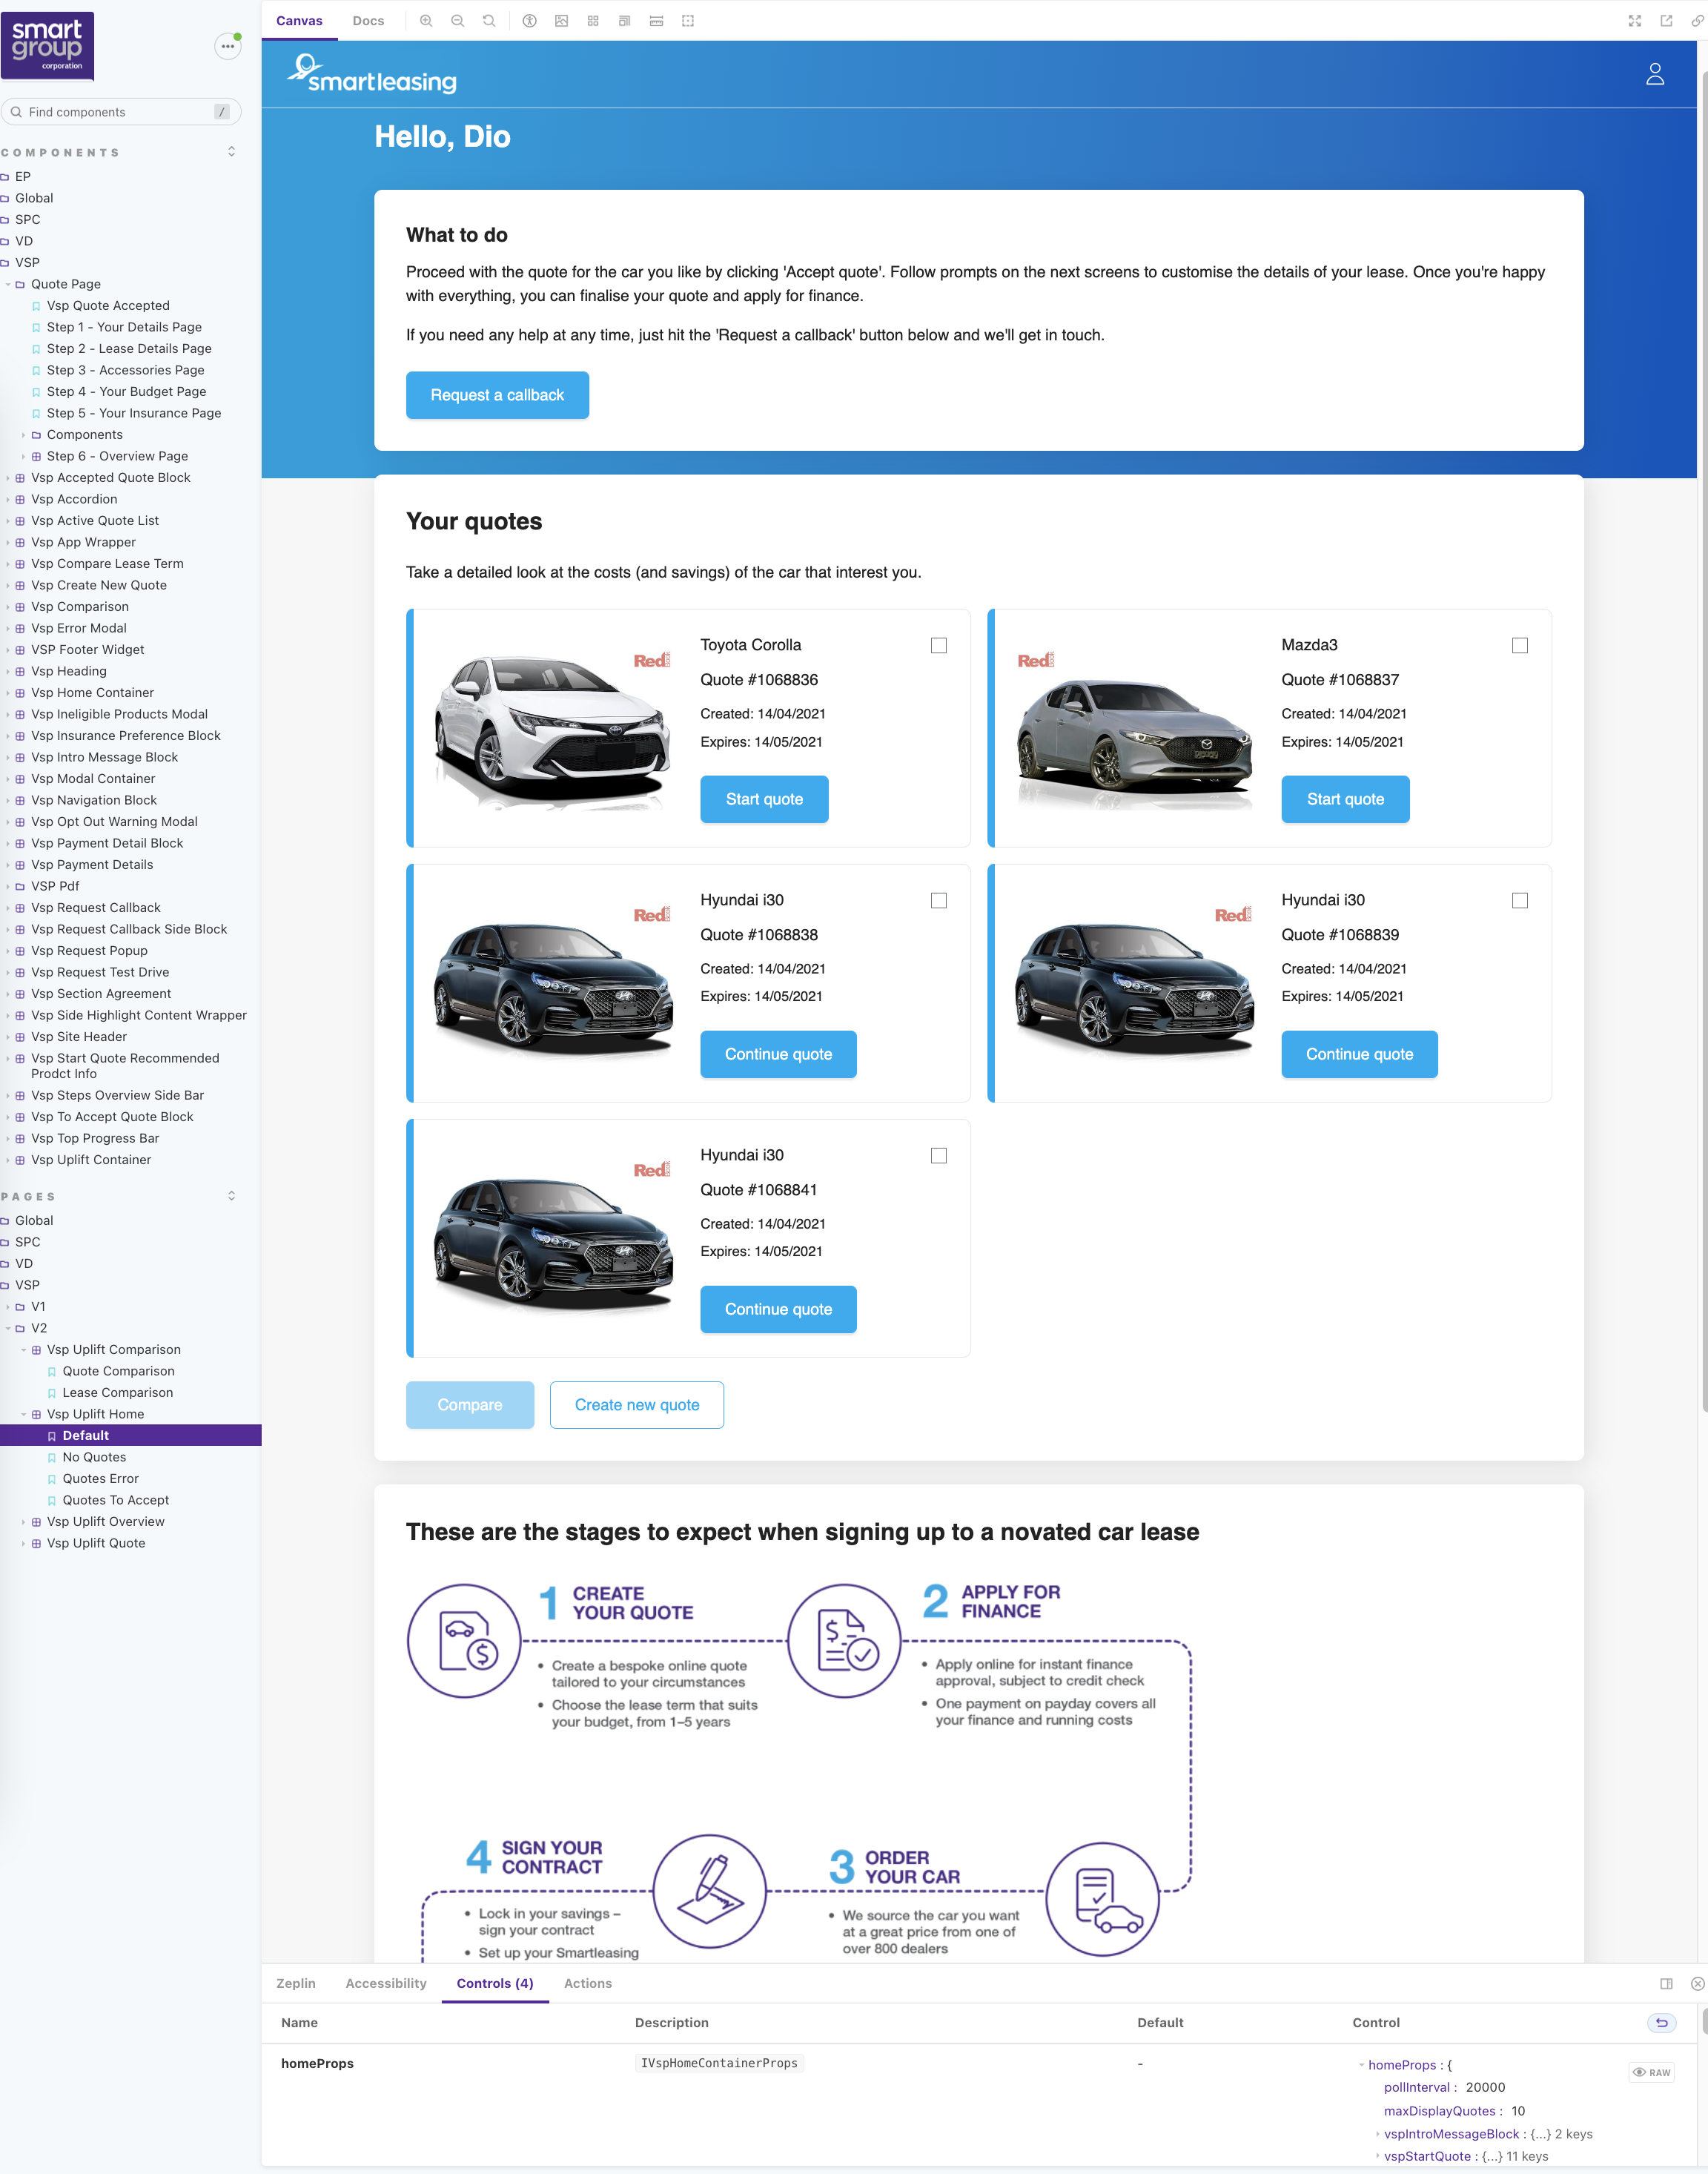 smart
group
corporation
Find components
/
COMPONENTS
EP
Global
SPC
VD
VSP
Quote Page
Vsp Quote Accepted
Step 1 - Your Details Page
Step 2 - Lease Details Page
Step 3 - Accessories Page
Step 4 - Your Budget Page
Step 5 - Your Insurance Page
Components
Step 6 - Overview Page
Vsp Accepted Quote Block
Vsp Accordion
Vsp Active Quote List
Vsp App Wrapper
Vsp Compare Lease Term
Vsp Create New Quote
Vsp Comparison
Vsp Error Modal
VSP Footer Widget
Vsp Heading
Vsp Home Container
Vsp Ineligible Products Modal
Vsp Insurance Preference Block
Vsp Intro Message Block
Vsp Modal Container
Vsp Navigation Block
Vsp Opt Out Warning Modal
Vsp Payment Detail Block
Vsp Payment Details
VSP Pdf
Vsp Request Callback
Vsp Request Callback Side Block
Vsp Request Popup
Vsp Request Test Drive
Vsp Section Agreement
Vsp Side Highlight Content Wrapper
Vsp Site Header
Vsp Start Quote Recommended
Prodct Info
Vsp Steps Overview Side Bar
Vsp To Accept Quote Block
Vsp Top Progress Bar
Vsp Uplift Container
PAGES
Global
SPC
VD
VSP
V1
V2
Vsp Uplift Comparison
Quote Comparison
Lease Comparison
Vsp Uplift Home
Default
No Quotes
Quotes Error
Quotes To Accept
Vsp Uplift Overview
Vsp Uplift Quote
Canvas Docs
smartleasing
Hello, Dio
What to do
Proceed with the quote for the car you like by clicking 'Accept quote'. Follow prompts on the next screens to customise the details of your lease. Once you're happy
with everything, you can finalise your quote and apply for finance.
If you need any help at any time, just hit the 'Request a callback' button below and we'll get in touch.
Request a callback
Your quotes
Take a detailed look at the costs (and savings) of the car that interest you.
Red BOOK
Toyota Corolla
Quote #1068836
Created: 14/04/2021
Expires: 14/05/2021
Start quote
Red BOOK
Mazda3
Quote #1068837
Created: 14/04/2021
Expires: 14/05/2021
Start quote
Red BOOK
Hyundai i30
Quote #1068838
Created: 14/04/2021
Expires: 14/05/2021
Continue quote
Red BOOK
Hyundai i30
Quote #1068839
Created: 14/04/2021
Expires: 14/05/2021
Continue quote
Red BOOK
Hyundai i30
Quote #1068841
Created: 14/04/2021
Expires: 14/05/2021
Continue quote
Compare
Create new quote
These are the stages to expect when signing up to a novated car lease
1 CREATE
YOUR QUOTE
• Create a bespoke online quote
tailored to your circumstances
• Choose the lease term that suits
your budget, from 1–5 years
2 APPLY FOR
FINANCE
• Apply online for instant finance
approval, subject to credit check
• One payment on payday covers all
your finance and running costs
4 SIGN YOUR
CONTRACT
• Lock in your savings –
sign your contract
• Set up your Smartleasing
3 ORDER
YOUR CAR
• We source the car you want
at a great price from one of
over 800 dealers
Zeplin Accessibility Controls (4) Actions
Name Description Default Control
homeProps IVspHomeContainerProps - homeProps : {
RAW
pollInterval : 20000
maxDisplayQuotes : 10
vspIntroMessageBlock : {...} 2 keys
vspStartQuote : {...} 11 keys